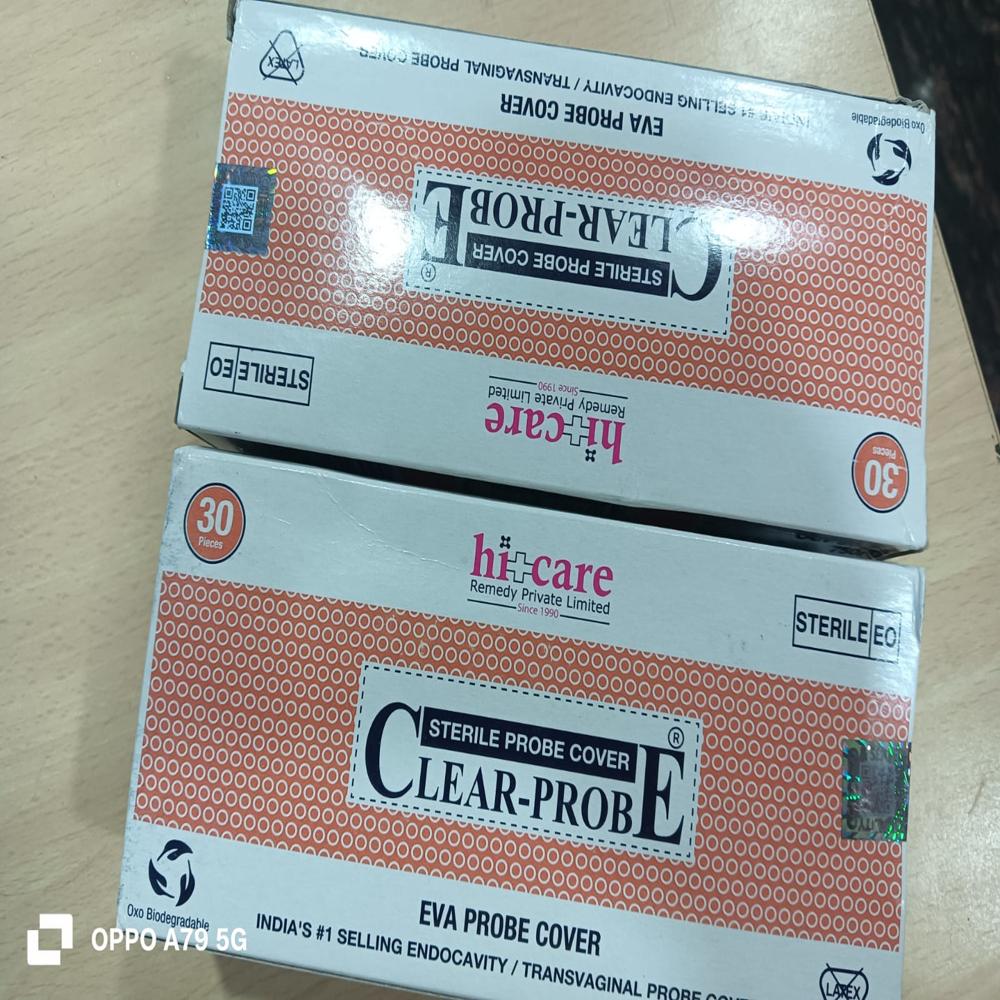 LATEX
INDIA'S #1 SELLING ENDOCAVITY / TRANSVAGINAL PROBE COVER
EVA PROBE COVER
Oxo Biodegradable
CLEAR-PROBE
STERILE PROBE COVER
®
STERILE EO
hi+care
Remedy Private Limited
Since 1990
30
Pieces
30
Pieces
hi+care
Remedy Private Limited
Since 1990
STERILE EO
STERILE PROBE COVER
®
CLEAR-PROBE
Oxo Biodegradable
EVA PROBE COVER
INDIA'S #1 SELLING ENDOCAVITY / TRANSVAGINAL PROBE
LATEX
OPPO A79 5G